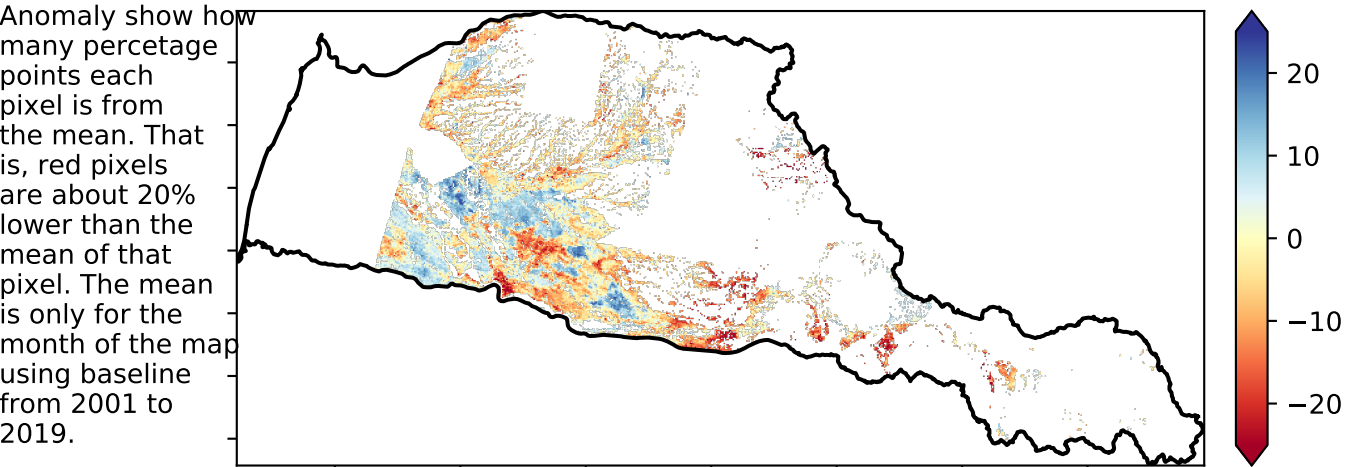 Anomaly show how
many percetage
points each
pixel is from
the mean. That
is, red pixels
are about 20%
lower than the
mean of that
pixel. The mean
is only for the
month of the map
using baseline
from 2001 to
2019.
20
10
0
−10
−20